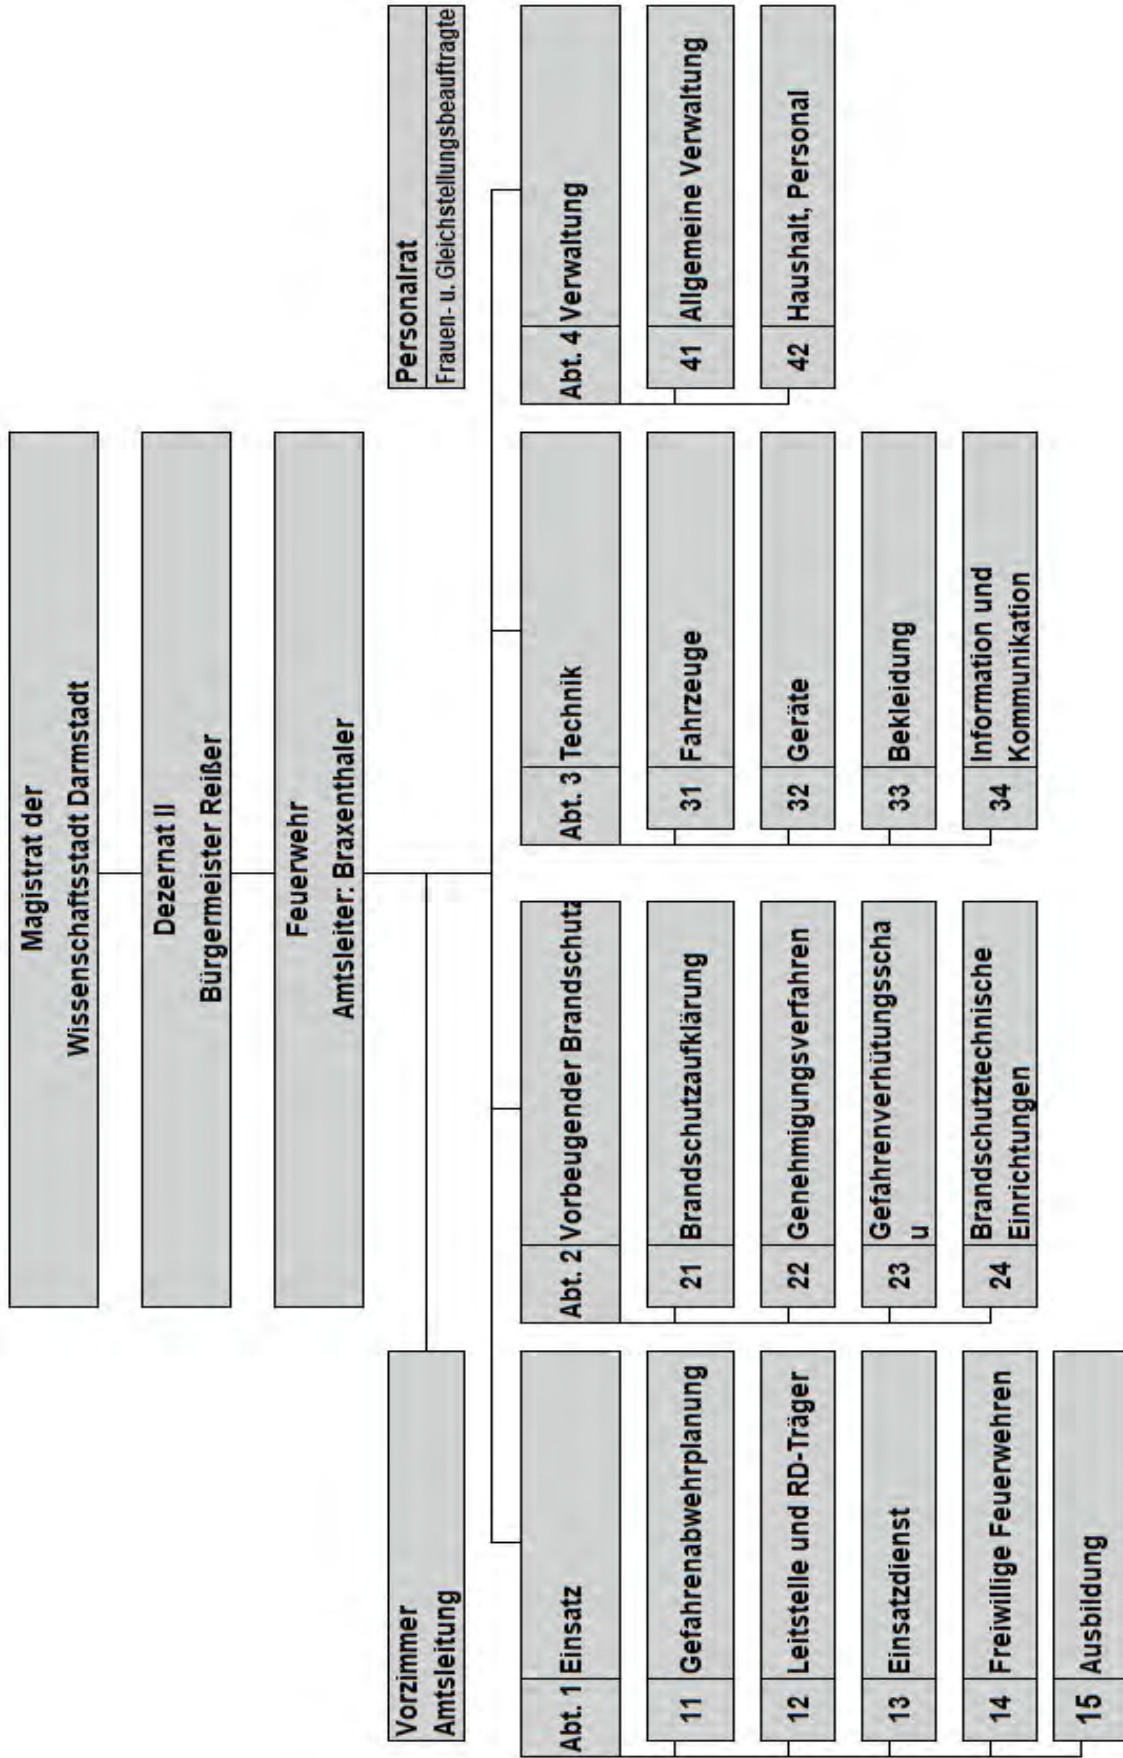 Magistrat der
Wissenschaftsstadt Darmstadt
Dezernat II
Bürgermeister Reißer
Feuerwehr
Amtsleiter: Braxenthaler
Vorzimmer
Amtsleitung
Personalrat
Frauen- u. Gleichstellungsbeauftragte
Abt. 1 Einsatz
11 Gefahrenabwehrplanung
12 Leitstelle und RD-Träger
13 Einsatzdienst
14 Freiwillige Feuerwehren
15 Ausbildung
Abt. 2 Vorbeugender Brandschutz
21 Brandschutzaufklärung
22 Genehmigungsverfahren
23 Gefahrenverhütungsscha
u
24 Brandschutztechnische
Einrichtungen
Abt. 3 Technik
31 Fahrzeuge
32 Geräte
33 Bekleidung
34 Information und
Kommunikation
Abt. 4 Verwaltung
41 Allgemeine Verwaltung
42 Haushalt, Personal